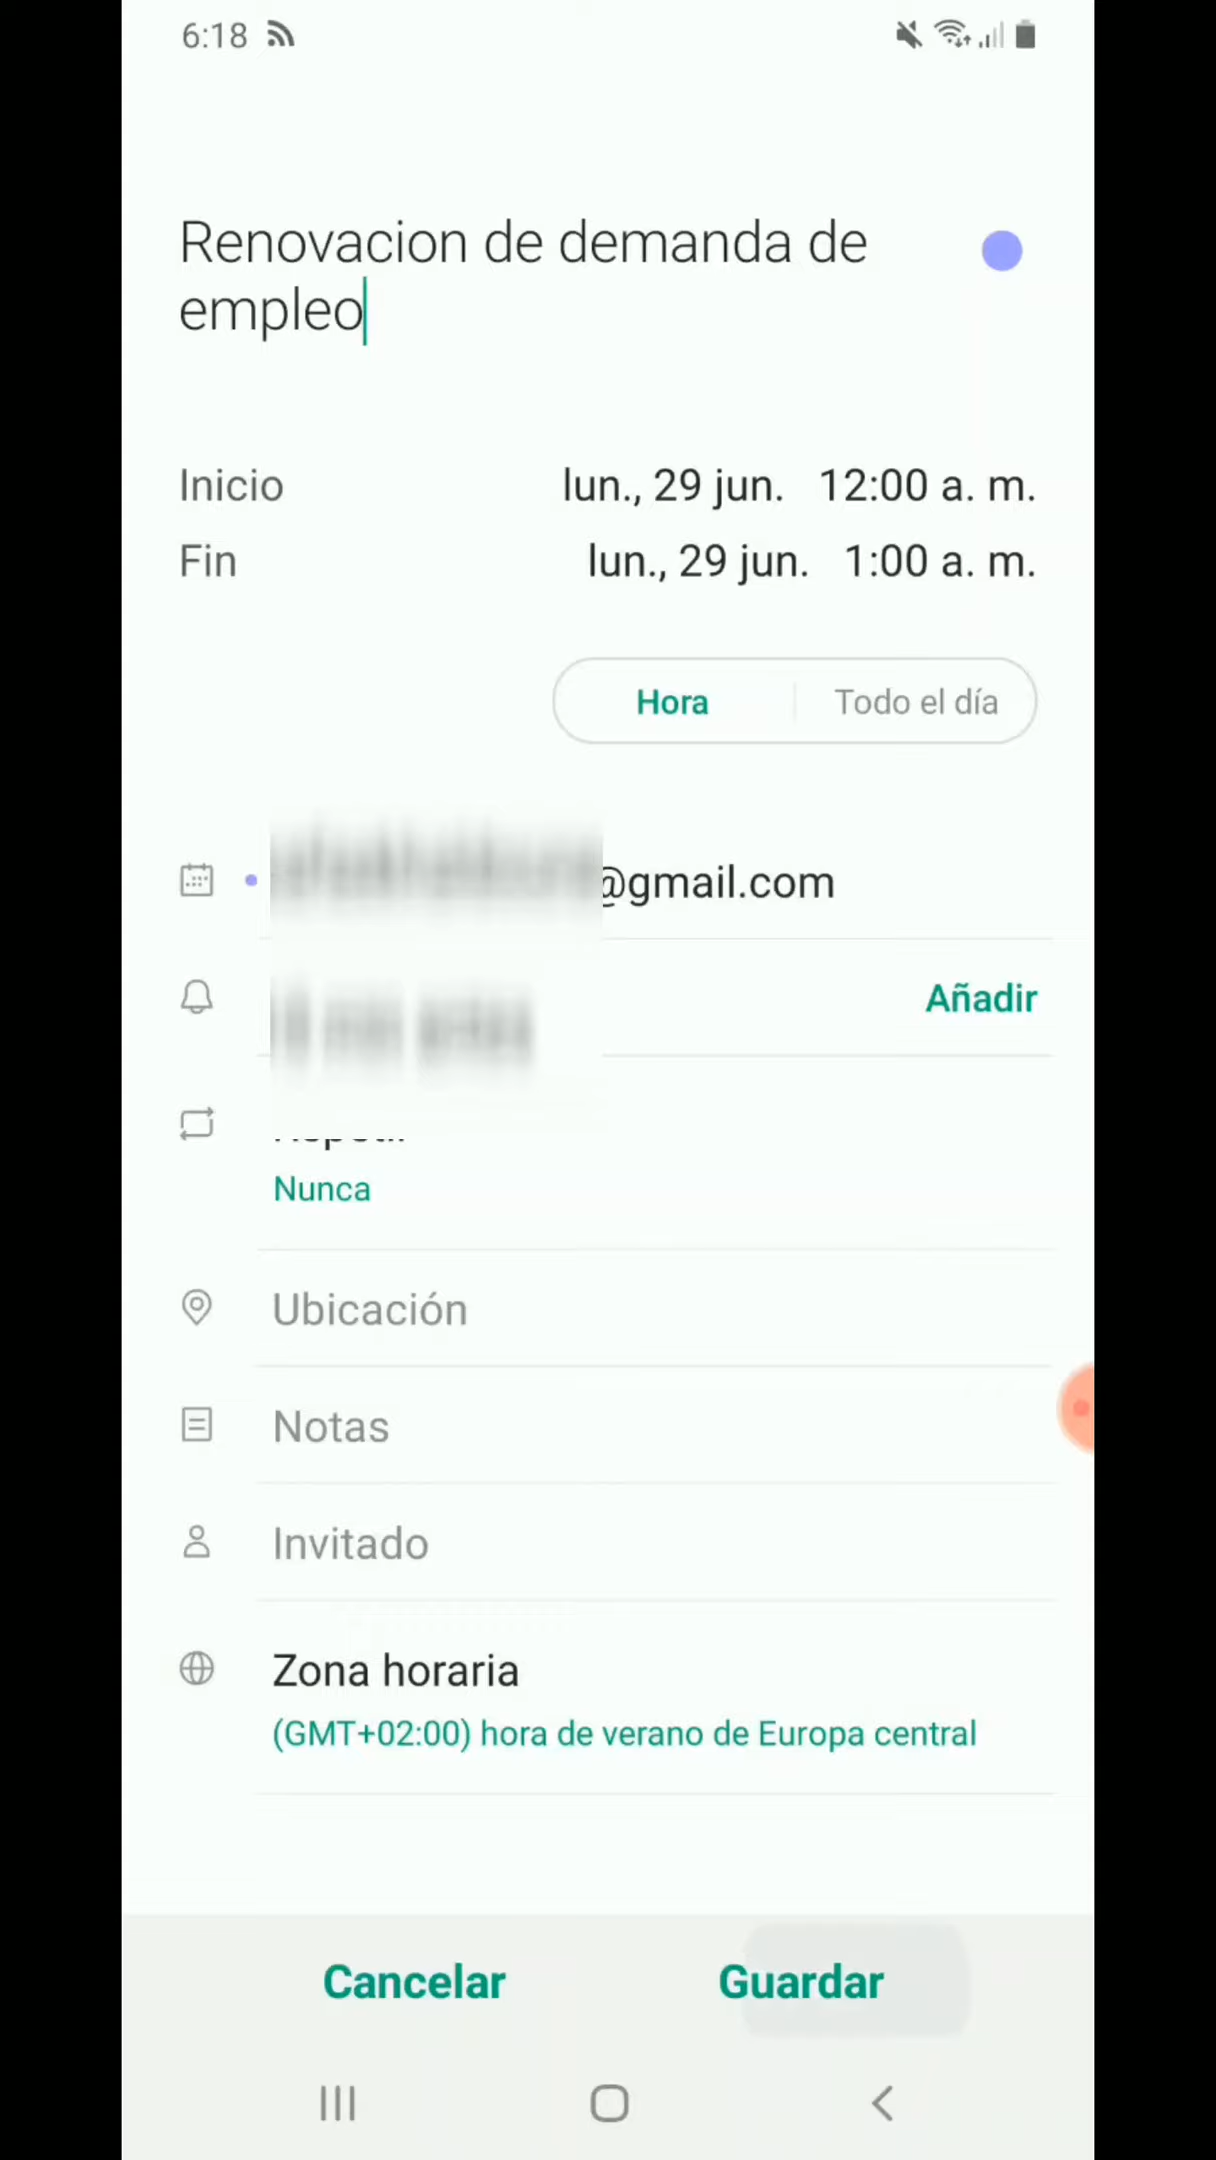 6:18
Renovacion de demanda de
empleo
Inicio lun., 29 jun. 12:00 a. m.
Fin lun., 29 jun. 1:00 a. m.
Hora Todo el día
@gmail.com
Añadir
Nunca
Ubicación
Notas
Invitado
Zona horaria
(GMT+02:00) hora de verano de Europa central
Cancelar Guardar